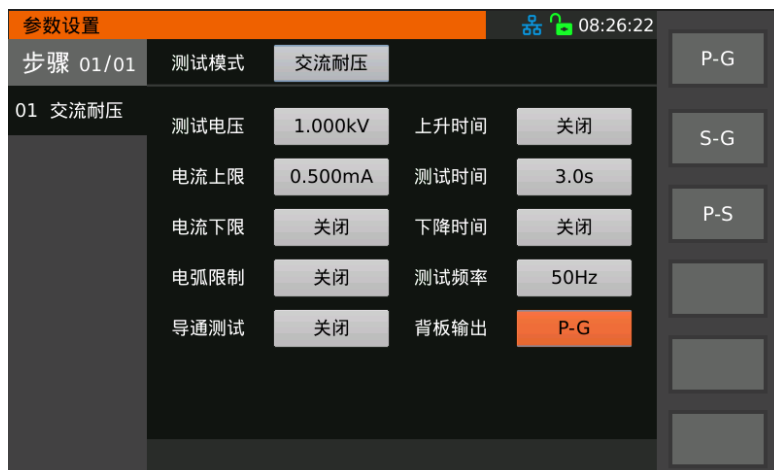 参数设置 08:26:22
步骤 01/01 测试模式 交流耐压 P-G
01 交流耐压
测试电压 1.000kV 上升时间 关闭 S-G
电流上限 0.500mA 测试时间 3.0s
电流下限 关闭 下降时间 关闭 P-S
电弧限制 关闭 测试频率 50Hz
导通测试 关闭 背板输出 P-G